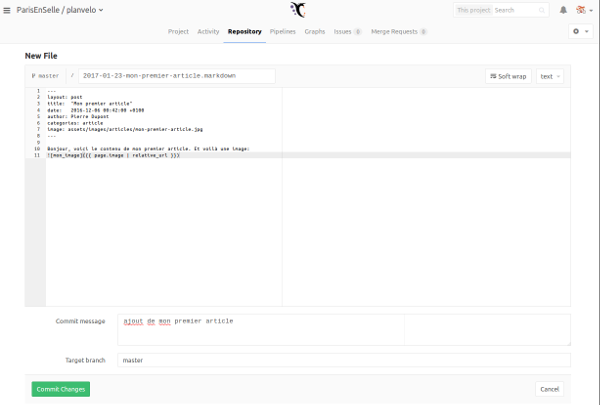 ParisEnSelle / planvelo
This project Search
Project Activity Repository Pipelines Graphs Issues 0 Merge Requests 0
New File
master / 2017-01-23-mon-premier-article.markdown Soft wrap text
1 ---
2 layout: post
3 title: "Mon premier article"
4 date: 2016-12-06 00:42:00 +0100
5 author: Pierre Dupont
6 categories: article
7 image: assets/images/articles/mon-premier-article.jpg
8 ---
9
10 Bonjour, voici le contenu de mon premier article. Et voilà une image:
11 ![mon_image]({{ page.image | relative_url }})
Commit message
ajout de mon premier article
Target branch
master
Commit Changes
Cancel